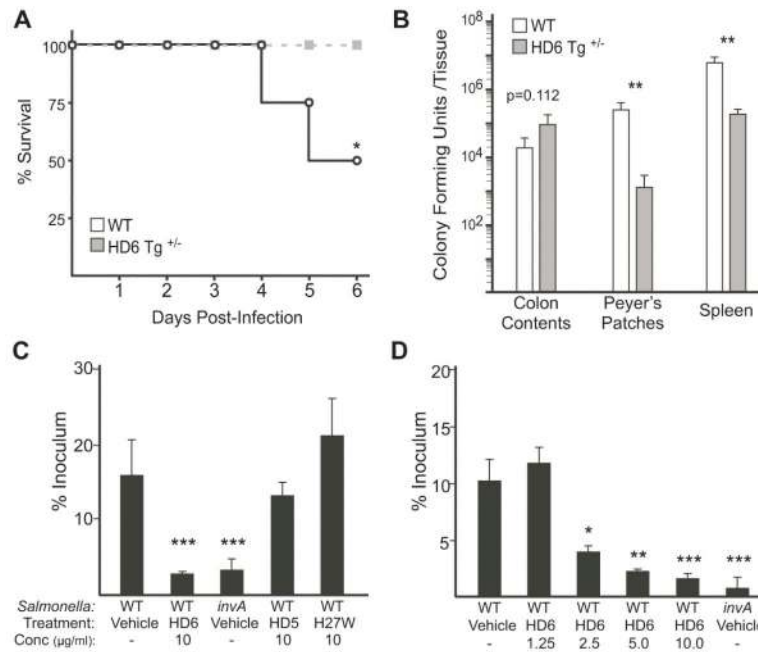 A
% Survival
100
75
50
25
*
WT
HD6 Tg +/-
1 2 3 4 5 6
Days Post-Infection
B
Colony Forming Units /Tissue
10^8
10^6
10^4
10^2
WT
HD6 Tg +/-
p=0.112
**
**
Colon Contents
Peyer's Patches
Spleen
C
% Inoculum
30
20
10
*** ***
Salmonella: WT WT invA WT WT
Treatment: Vehicle HD6 Vehicle HD5 H27W
Conc (µg/ml): - 10 - 10 10
D
% Inoculum
20
15
10
5
* ** *** ***
WT WT WT WT WT invA
Vehicle HD6 HD6 HD6 HD6 Vehicle
- 1.25 2.5 5.0 10.0 -